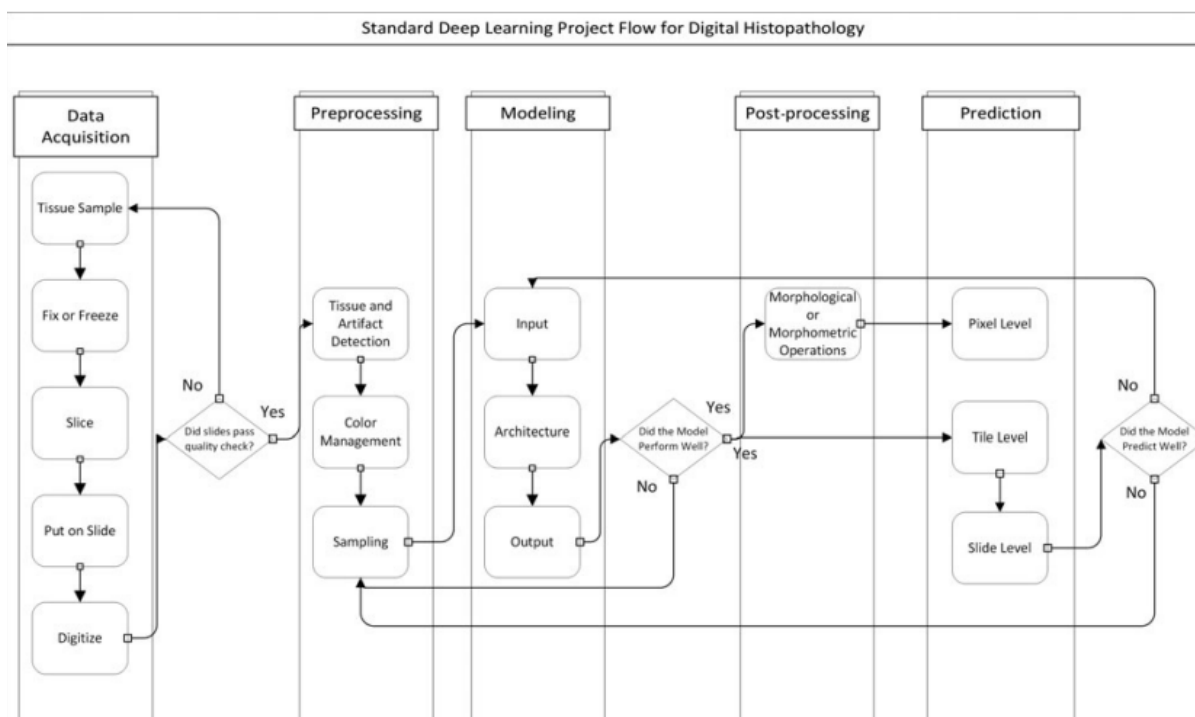 Standard Deep Learning Project Flow for Digital Histopathology
Data
Acquisition
Preprocessing
Modeling
Post-processing
Prediction
Tissue Sample
Fix or Freeze
Slice
Put on Slide
Digitize
No
Did slides pass
quality check?
Yes
Tissue and
Artifact
Detection
Color
Management
Sampling
Input
Architecture
Output
Did the Model
Perform Well?
Yes
Yes
No
Morphological
or
Morphometric
Operations
Pixel Level
Tile Level
Slide Level
No
Did the Model
Predict Well?
No